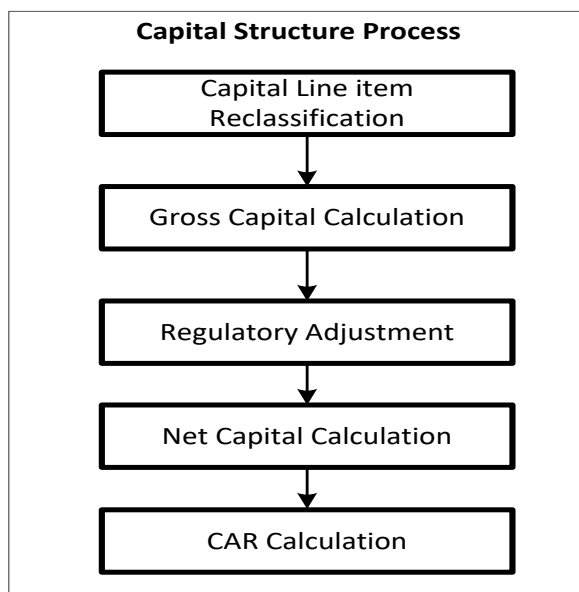 Capital Structure Process
Capital Line item
Reclassification
Gross Capital Calculation
Regulatory Adjustment
Net Capital Calculation
CAR Calculation